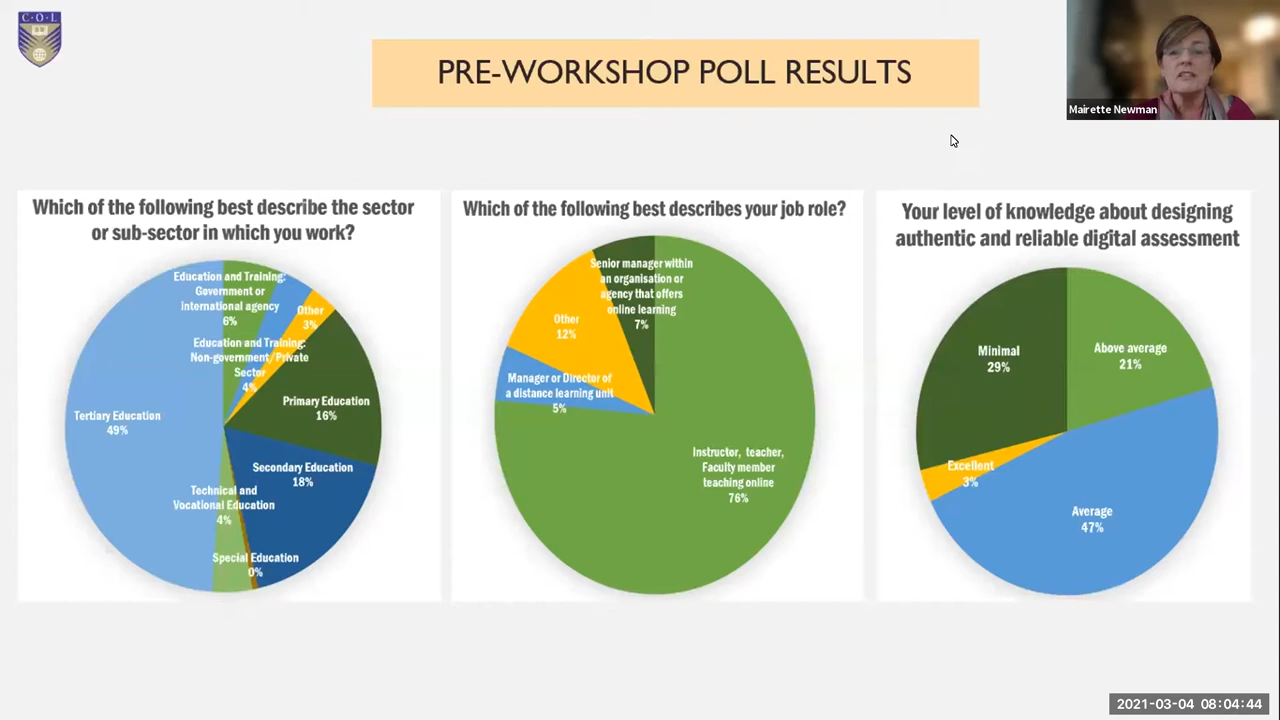 C·O·L
PRE-WORKSHOP POLL RESULTS
Mairette Newman
Which of the following best describe the sector
or sub-sector in which you work?
Education and Training:
Government or
international agency
6%
Other
3%
Education and Training:
Non-government/Private
Sector
4%
Primary Education
16%
Tertiary Education
49%
Secondary Education
18%
Technical and
Vocational Education
4%
Special Education
0%
Which of the following best describes your job role?
Senior manager within
an organisation or
agency that offers
online learning
7%
Other
12%
Manager or Director of
a distance learning unit
5%
Instructor, teacher,
Faculty member
teaching online
76%
Your level of knowledge about designing
authentic and reliable digital assessment
Minimal
29%
Above average
21%
Excellent
3%
Average
47%
2021-03-04 08:04:44